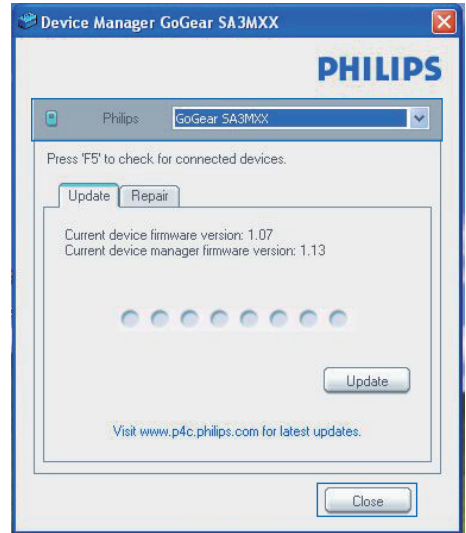 Device Manager GoGear SA3MXX
PHILIPS
Philips GoGear SA3MXX
Press 'F5' to check for connected devices.
Update Repair
Current device firmware version: 1.07
Current device manager firmware version: 1.13
Update
Visit www.p4c.philips.com for latest updates.
Close